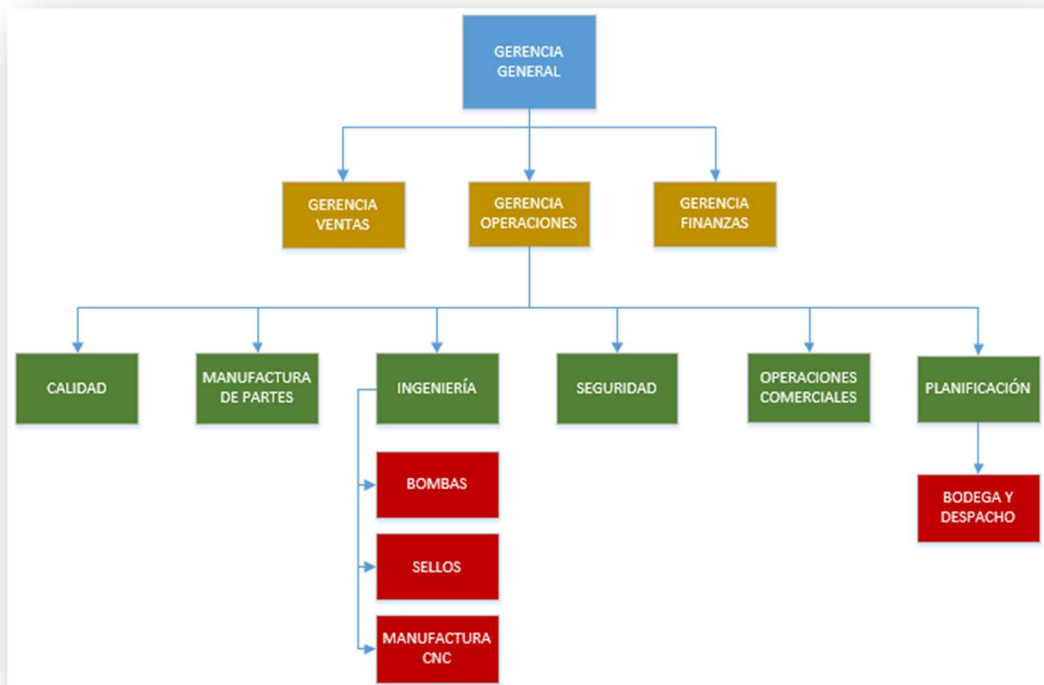 GERENCIA
GENERAL
GERENCIA
VENTAS
GERENCIA
OPERACIONES
GERENCIA
FINANZAS
CALIDAD
MANUFACTURA
DE PARTES
INGENIERÍA
SEGURIDAD
OPERACIONES
COMERCIALES
PLANIFICACIÓN
BOMBAS
SELLOS
MANUFACTURA
CNC
BODEGA Y
DESPACHO